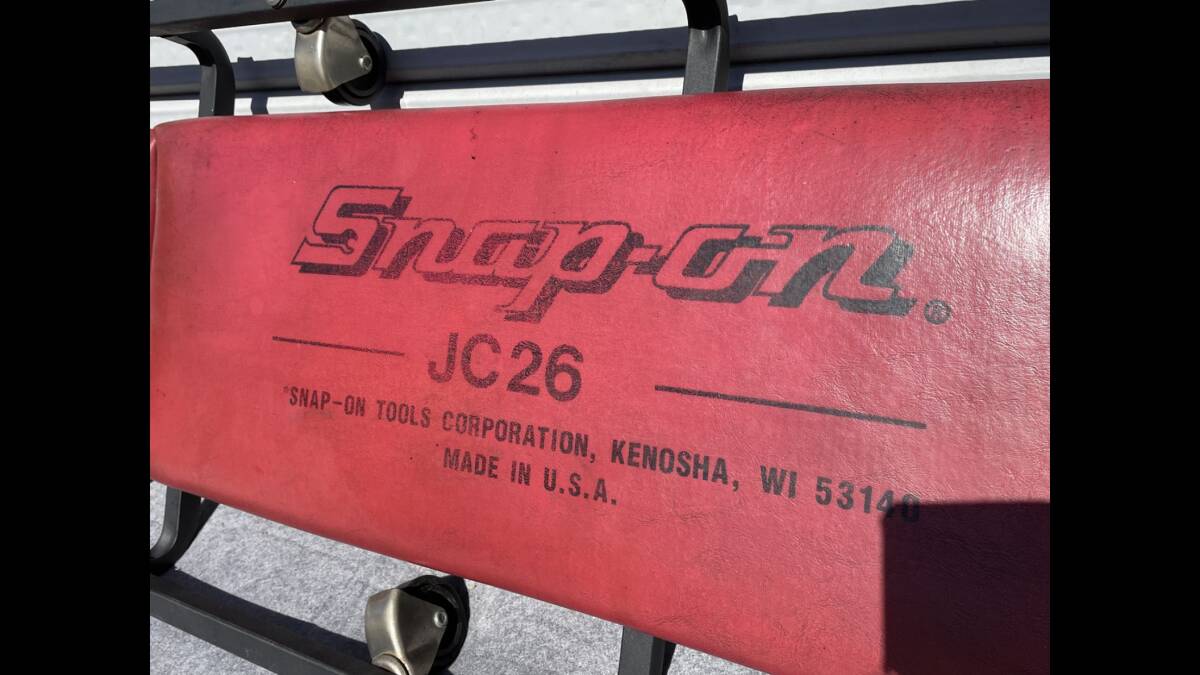 Snap-on®
JC26
*SNAP-ON TOOLS CORPORATION, KENOSHA, WI 53140
MADE IN U.S.A.